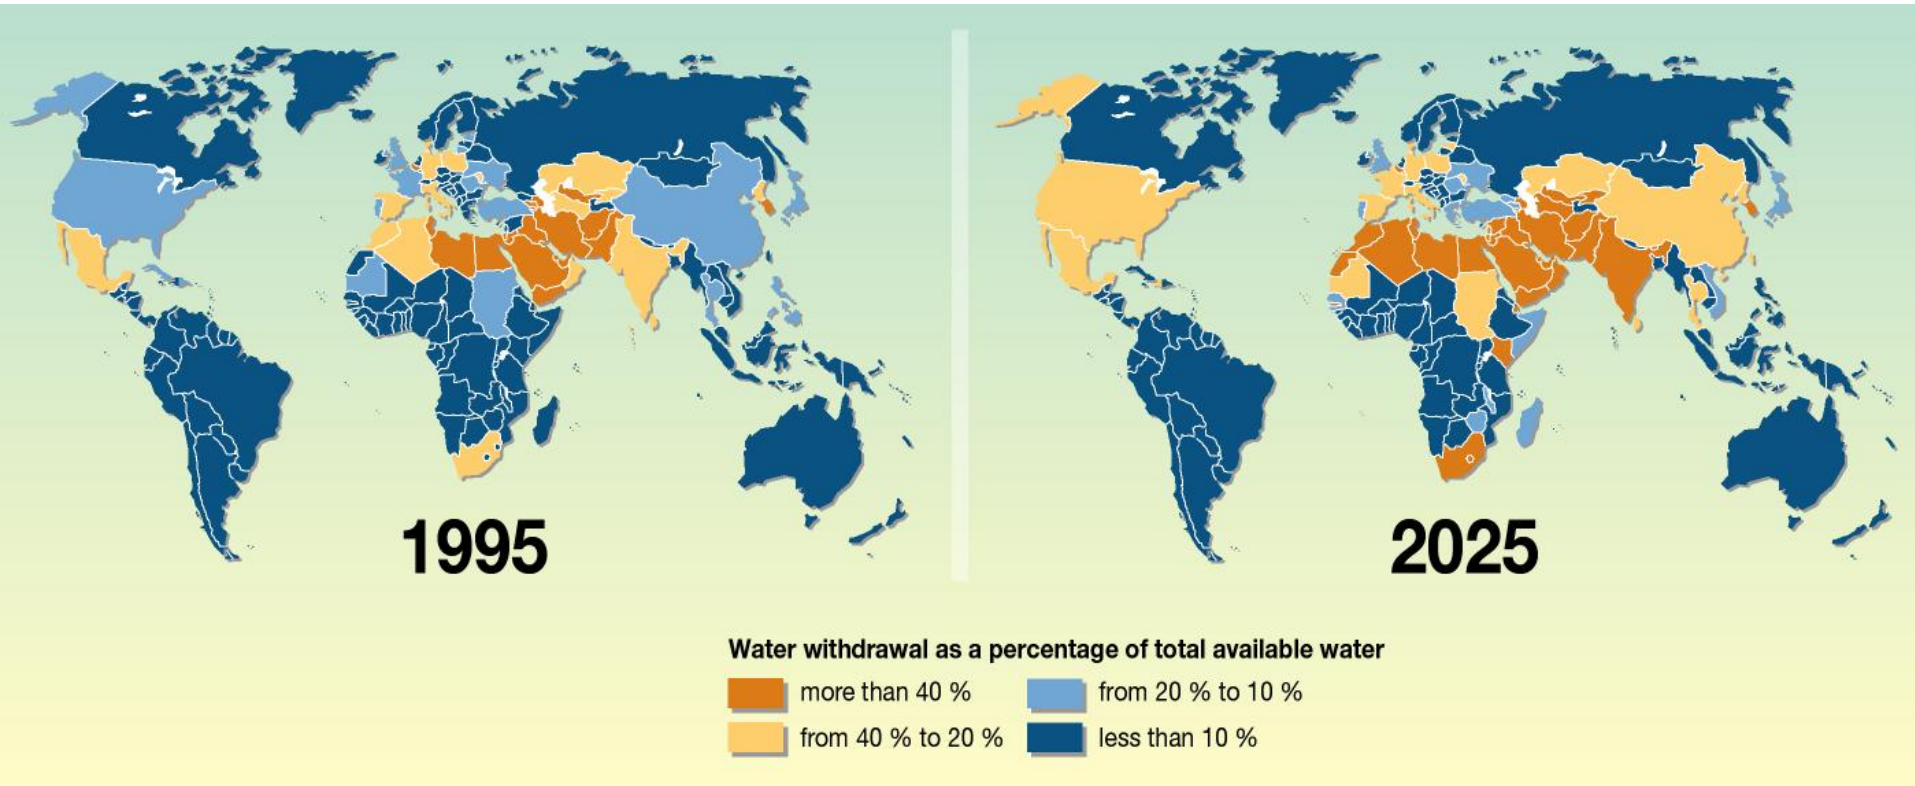 1995
2025
Water withdrawal as a percentage of total available water
more than 40 %
from 20 % to 10 %
from 40 % to 20 %
less than 10 %